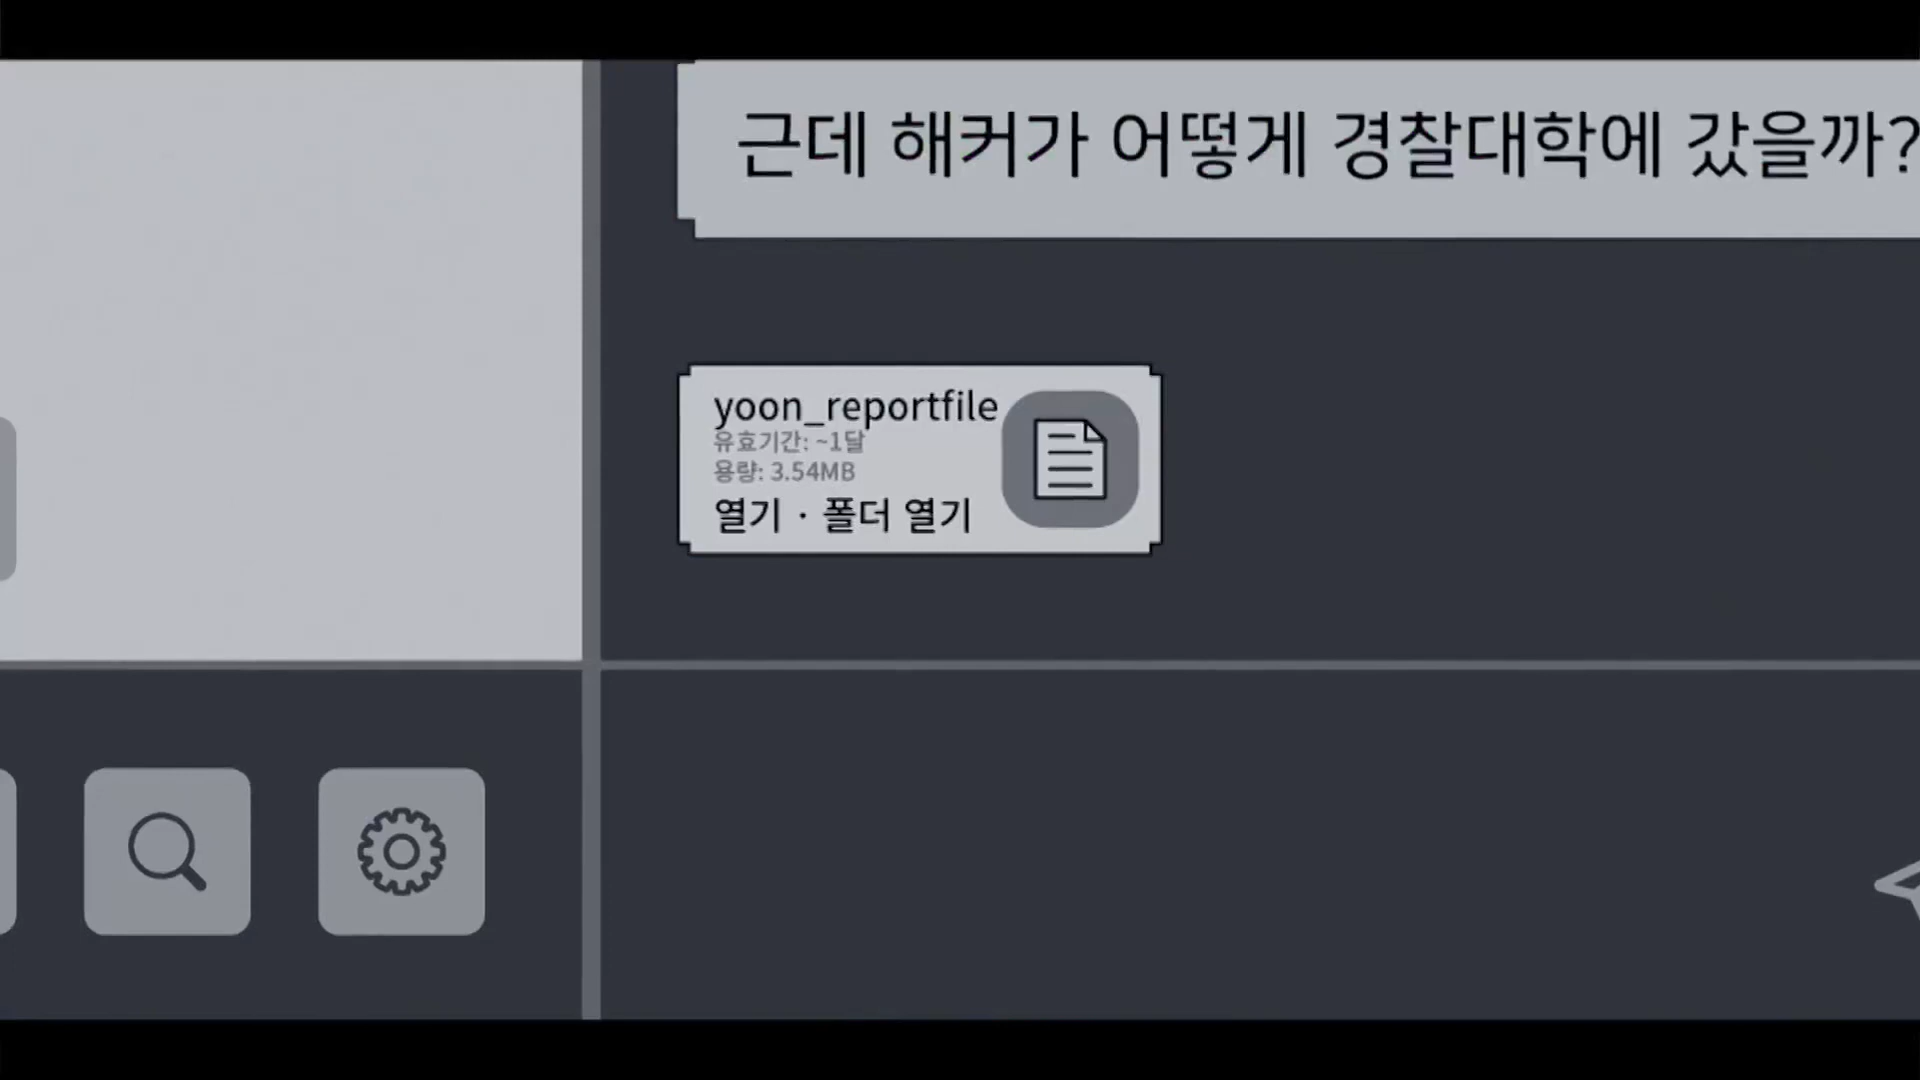 근데 해커가 어떻게 경찰대학에 갔을까?
yoon_reportfile
유효기간: ~1달
용량: 3.54MB
열기 · 폴더 열기